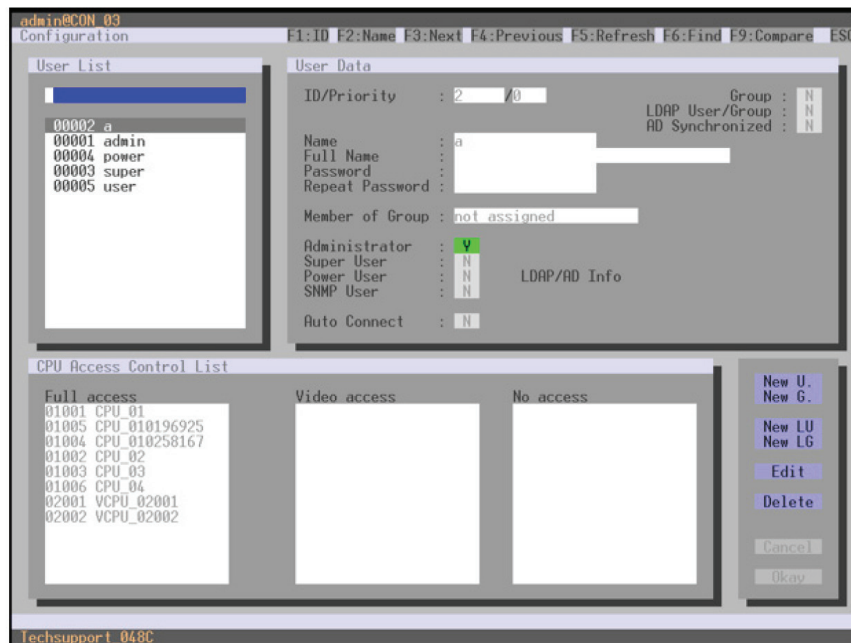 admin@CON_03
Configuration F1:ID F2:Name F3:Next F4:Previous F5:Refresh F6:Find F9:Compare ESC
User List
00002 a
00001 admin
00004 power
00003 super
00005 user
User Data
ID/Priority : 2 /0
Group : N
LDAP User/Group : N
AD Synchronized : N
Name : a
Full Name :
Password :
Repeat Password :
Member of Group : not assigned
Administrator : Y
Super User : N
Power User : N LDAP/AD Info
SNMP User : N
Auto Connect : N
CPU Access Control List
Full access
01001 CPU_01
01005 CPU_010196925
01004 CPU_010258167
01002 CPU_02
01003 CPU_03
01006 CPU_04
02001 VCPU_02001
02002 VCPU_02002
Video access
No access
New U.
New G.
New LU
New LG
Edit
Delete
Cancel
Okay
Techsupport 048C